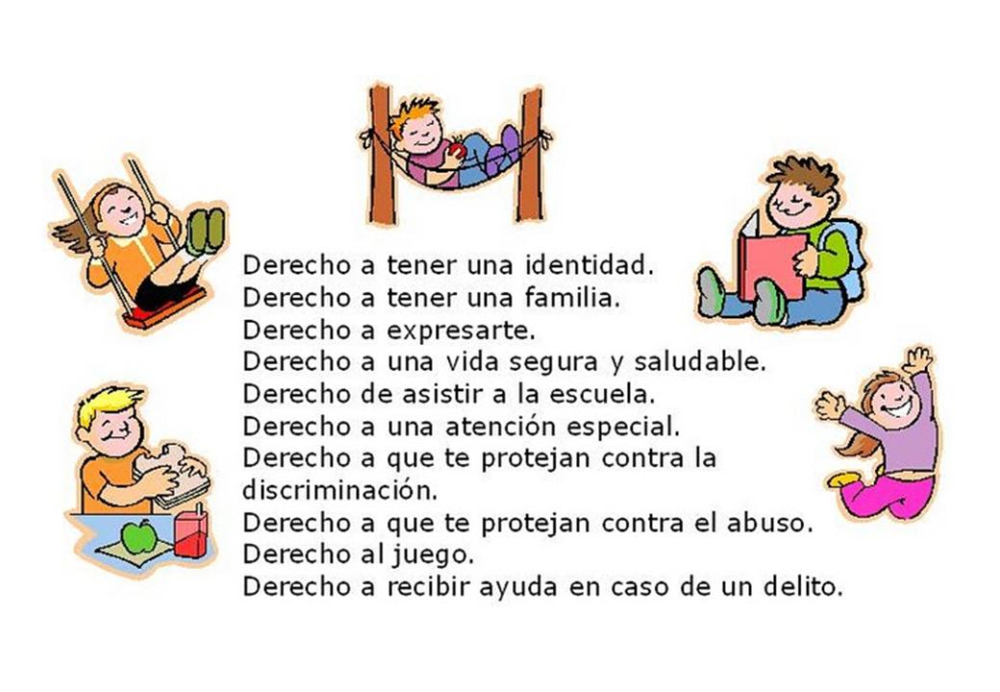 Derecho a tener una identidad.
Derecho a tener una familia.
Derecho a expresarte.
Derecho a una vida segura y saludable.
Derecho de asistir a la escuela.
Derecho a una atención especial.
Derecho a que te protejan contra la
discriminación.
Derecho a que te protejan contra el abuso.
Derecho al juego.
Derecho a recibir ayuda en caso de un delito.